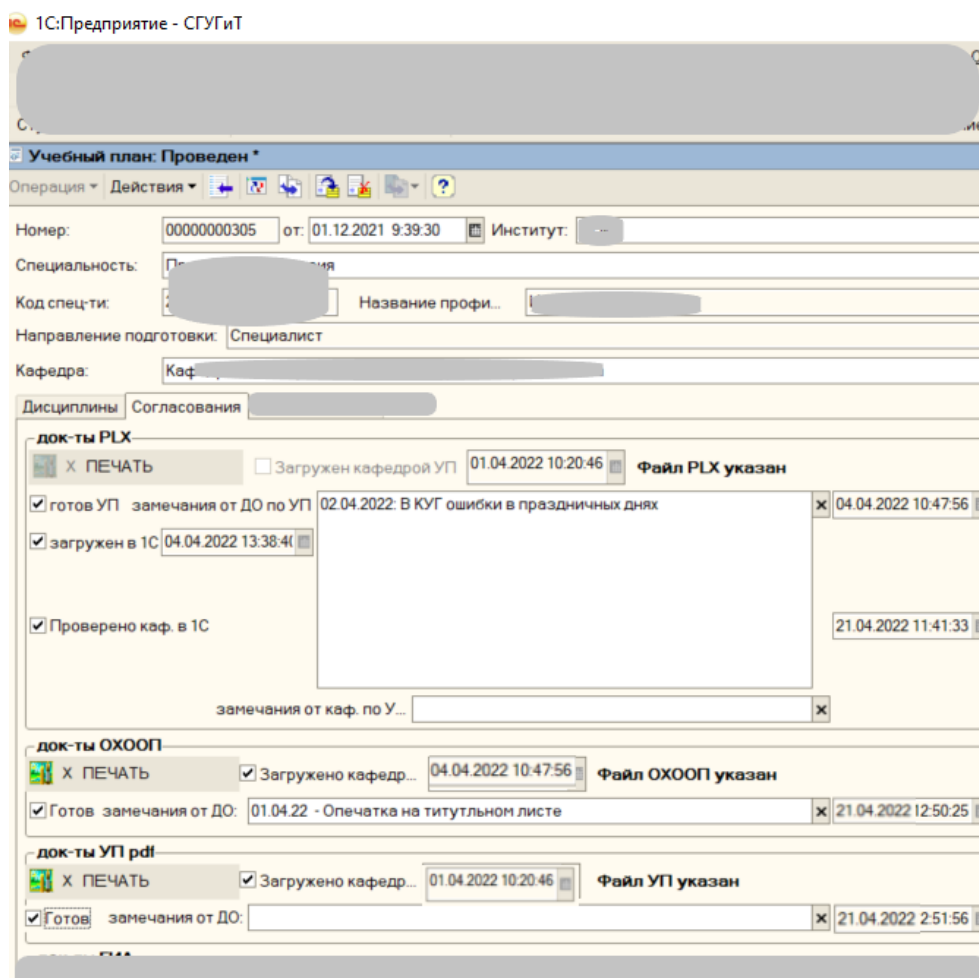 1С:Предприятие - СГУГиТ
Учебный план: Проведен *
Операция Действия
Номер: 00000000305 от: 01.12.2021 9:39:30 Институт:
Специальность:
Код спец-ти: Название профи...
Направление подготовки: Специалист
Кафедра:
Дисциплины Согласования
док-ты PLX
X ПЕЧАТЬ Загружен кафедрой УП 01.04.2022 10:20:46 Файл PLX указан
готов УП замечания от ДО по УП 02.04.2022: В КУГ ошибки в праздничных днях 04.04.2022 10:47:56
загружен в 1С 04.04.2022 13:38:4
Проверено каф. в 1С 21.04.2022 11:41:33
замечания от каф. по У...
док-ты ОХООП
X ПЕЧАТЬ Загружено кафедр... 04.04.2022 10:47:56 Файл ОХООП указан
Готов замечания от ДО: 01.04.22 - Опечатка на титутльном листе 21.04.2022 12:50:25
док-ты УП pdf
X ПЕЧАТЬ Загружено кафедр... 01.04.2022 10:20:46 Файл УП указан
Готов замечания от ДО: 21.04.2022 2:51:56